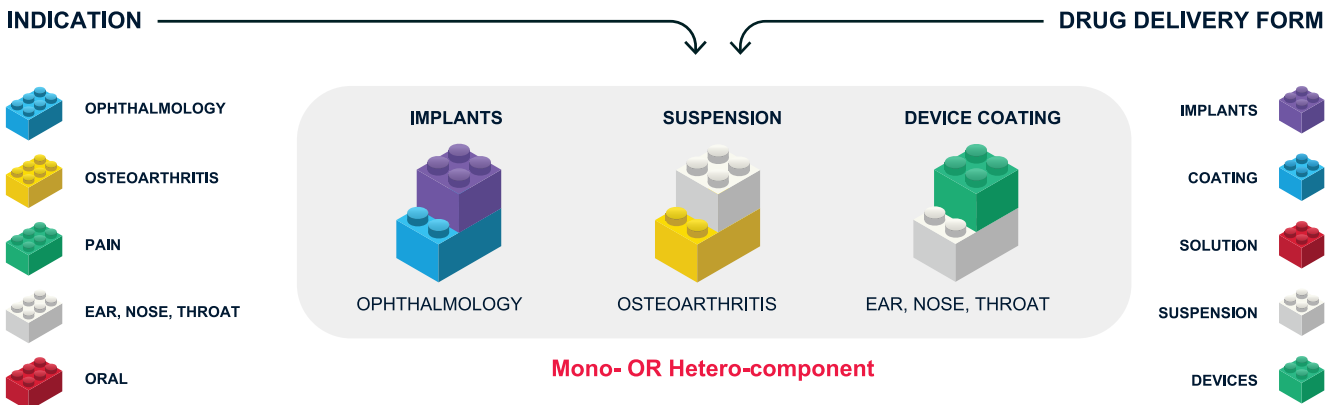 INDICATION
DRUG DELIVERY FORM
OPHTHALMOLOGY
OSTEOARTHRITIS
PAIN
EAR, NOSE, THROAT
ORAL
IMPLANTS
SUSPENSION
DEVICE COATING
OPHTHALMOLOGY
OSTEOARTHRITIS
EAR, NOSE, THROAT
Mono- OR Hetero-component
IMPLANTS
COATING
SOLUTION
SUSPENSION
DEVICES